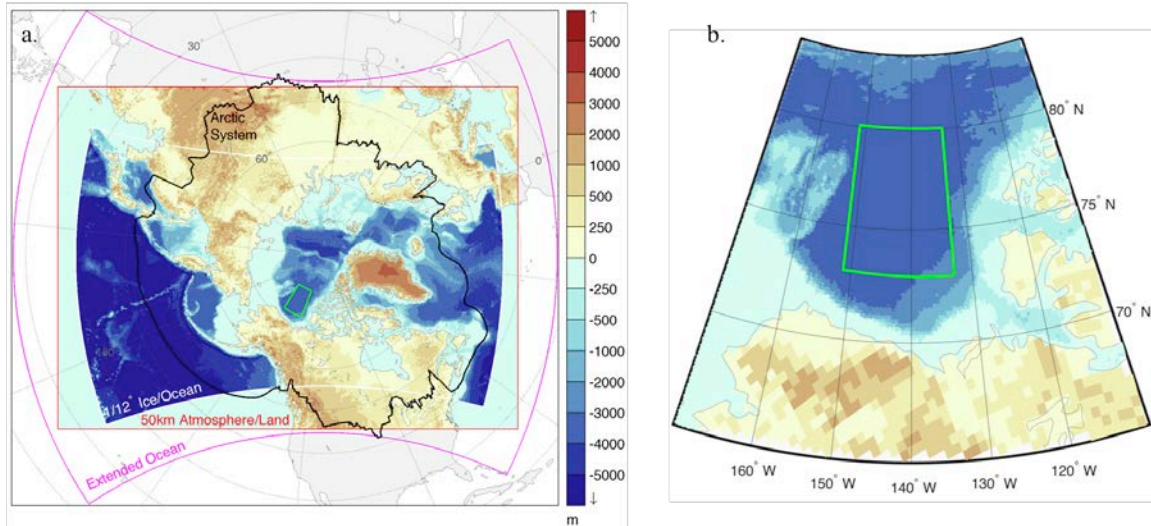 a.
30°
Arctic
System
60°
0°
180°
1/12° Ice/Ocean
50km Atmosphere/Land
Extended Ocean
↑
5000
4000
3000
2000
1000
500
250
0
-250
-500
-1000
-2000
-3000
-4000
-5000
↓
m
b.
80° N
75° N
70° N
160° W
150° W
140° W
130° W
120° W